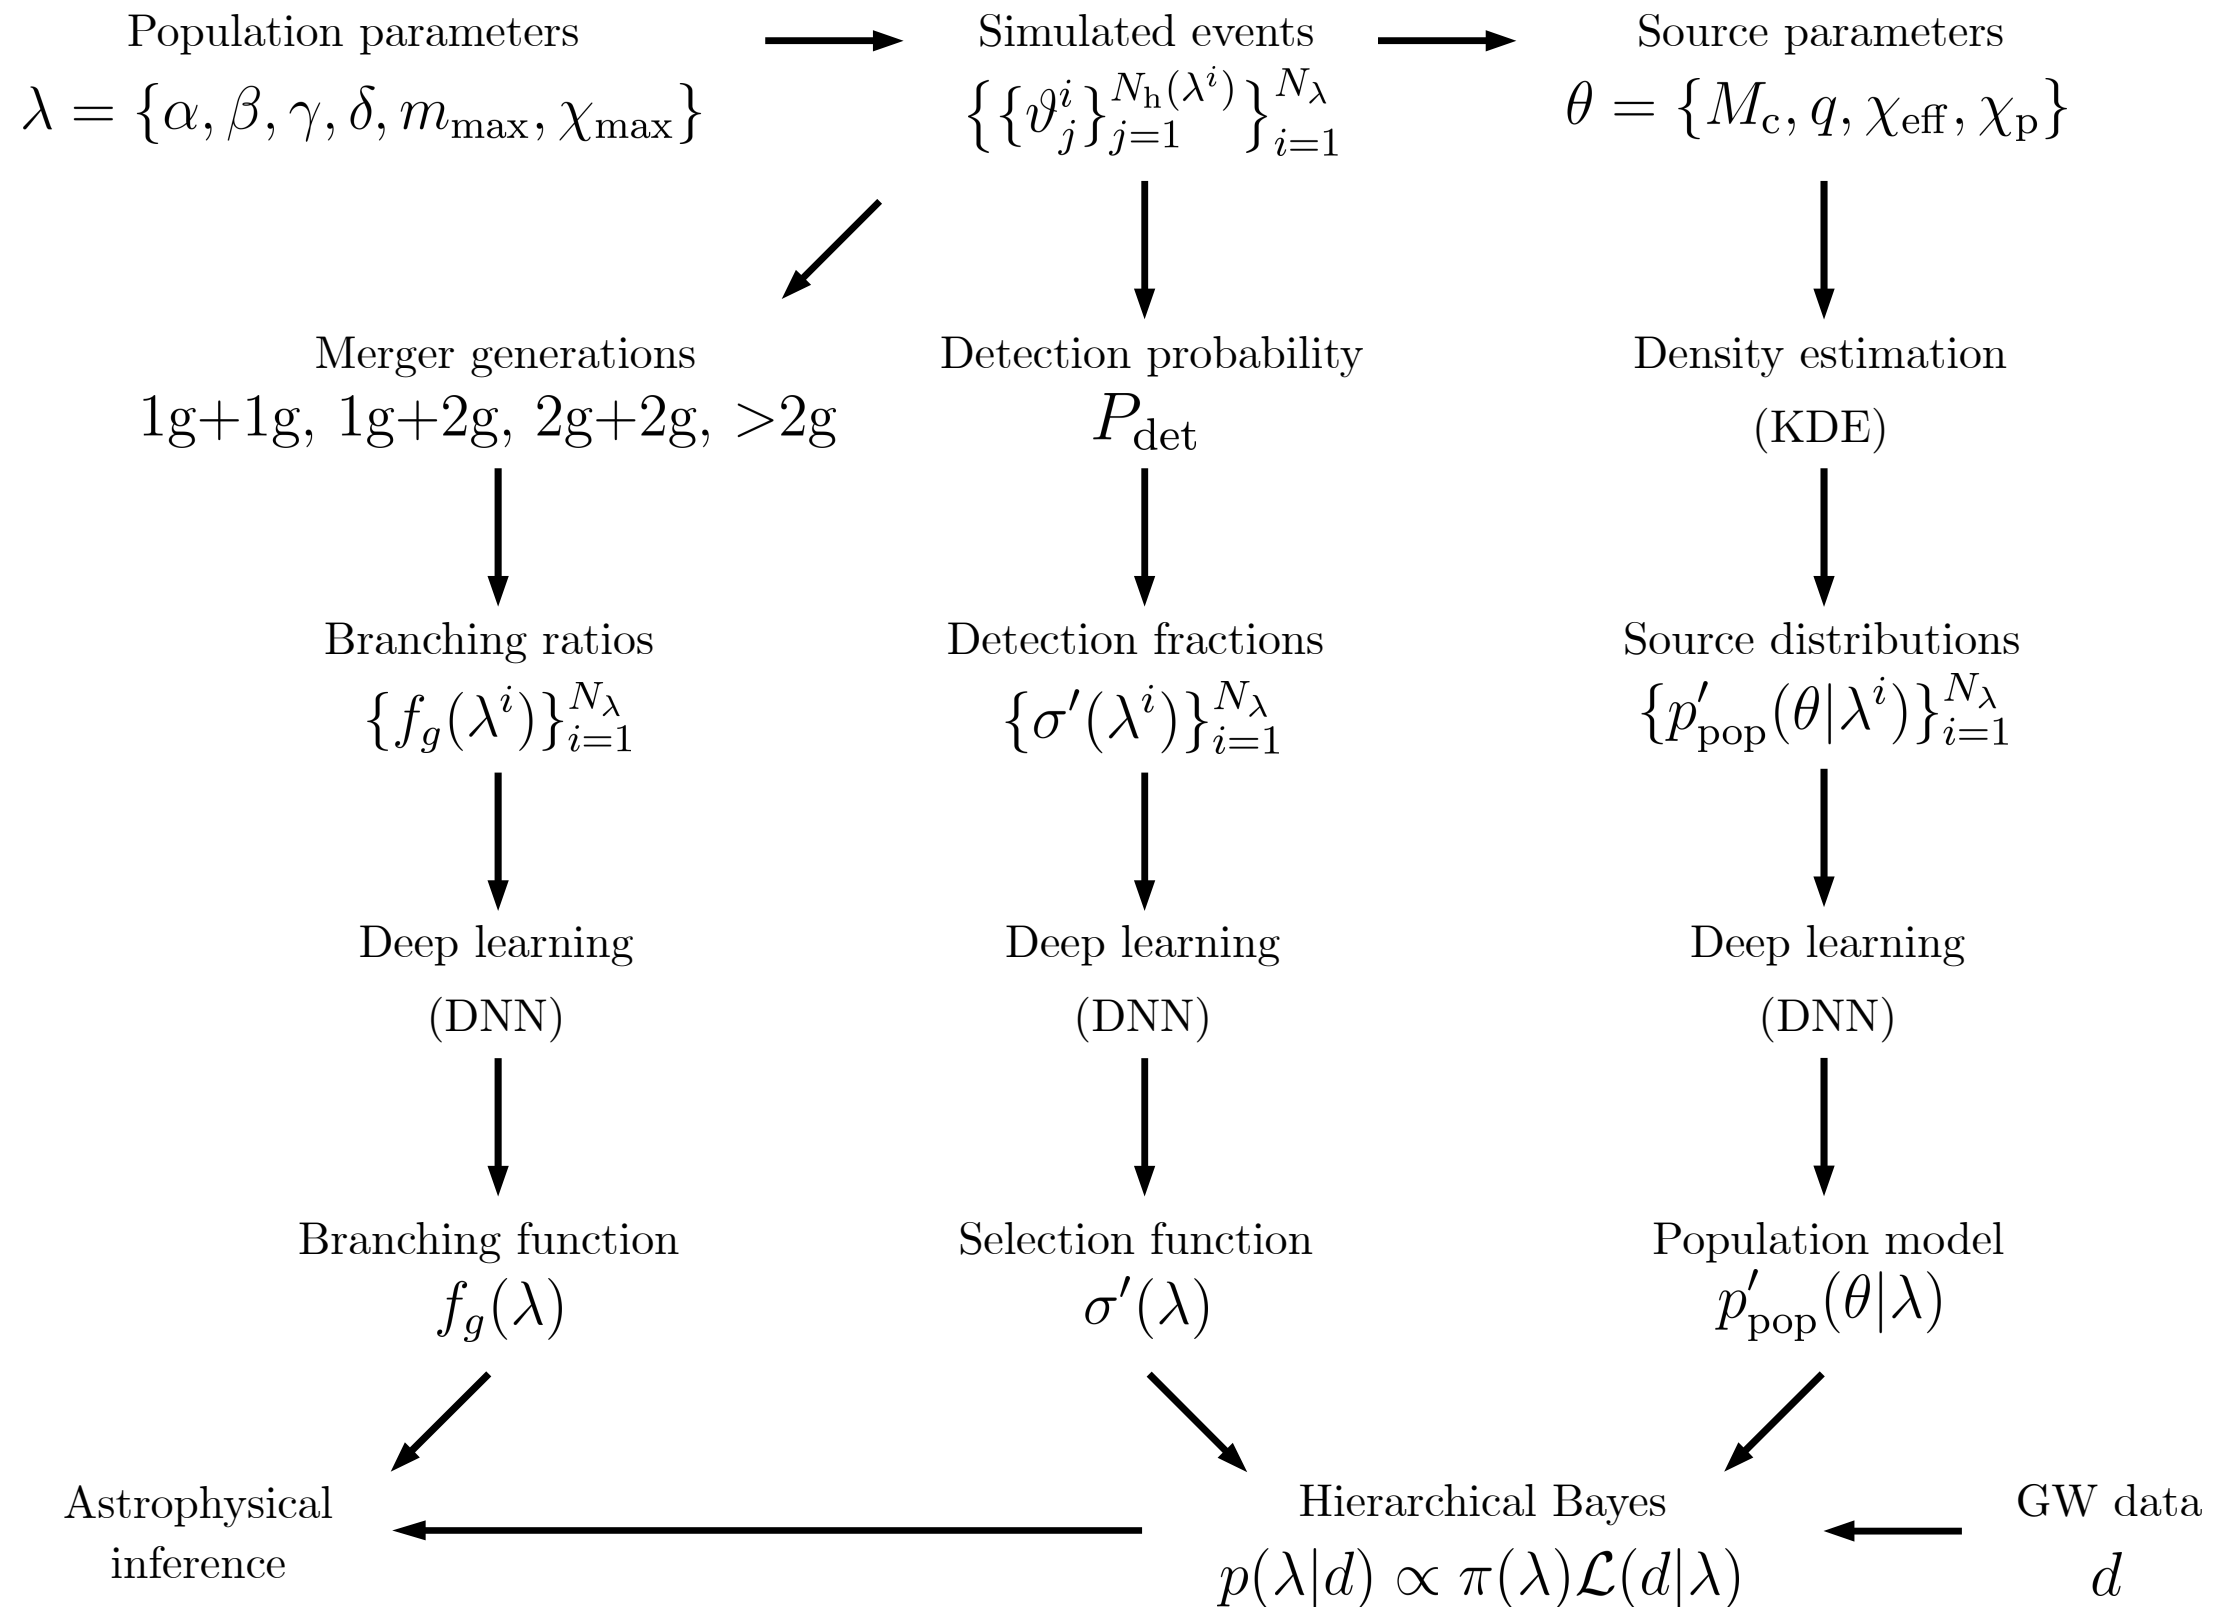 Population parameters
λ = {α, β, γ, δ, m_max, χ_max}
Simulated events
{{ϑ_j^i}_{j=1}^{N_h(λ^i)}}_{i=1}^{N_λ}
Source parameters
θ = {M_c, q, χ_eff, χ_p}
Merger generations
1g+1g, 1g+2g, 2g+2g, >2g
Detection probability
P_det
Density estimation
(KDE)
Branching ratios
{f_g(λ^i)}_{i=1}^{N_λ}
Detection fractions
{σ′(λ^i)}_{i=1}^{N_λ}
Source distributions
{p′_pop(θ|λ^i)}_{i=1}^{N_λ}
Deep learning
(DNN)
Deep learning
(DNN)
Deep learning
(DNN)
Branching function
f_g(λ)
Selection function
σ′(λ)
Population model
p′_pop(θ|λ)
Astrophysical
inference
Hierarchical Bayes
p(λ|d) ∝ π(λ)ℒ(d|λ)
GW data
d